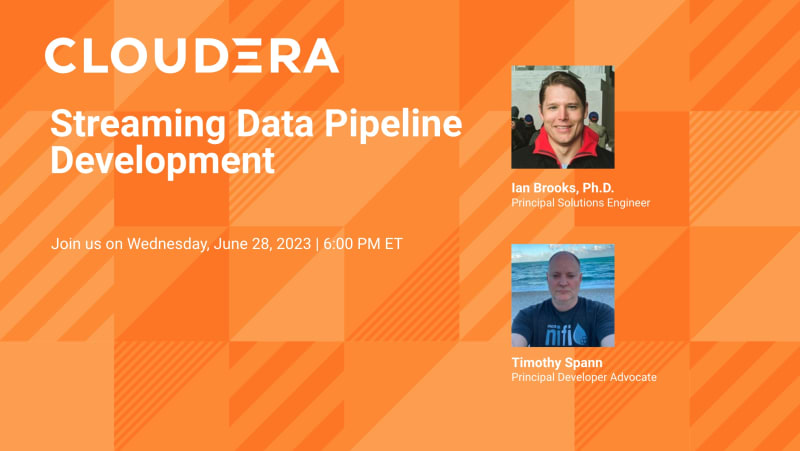 CLOUDERA
Streaming Data Pipeline
Development
Join us on Wednesday, June 28, 2023 | 6:00 PM ET
Ian Brooks, Ph.D.
Principal Solutions Engineer
nifi
Timothy Spann
Principal Developer Advocate